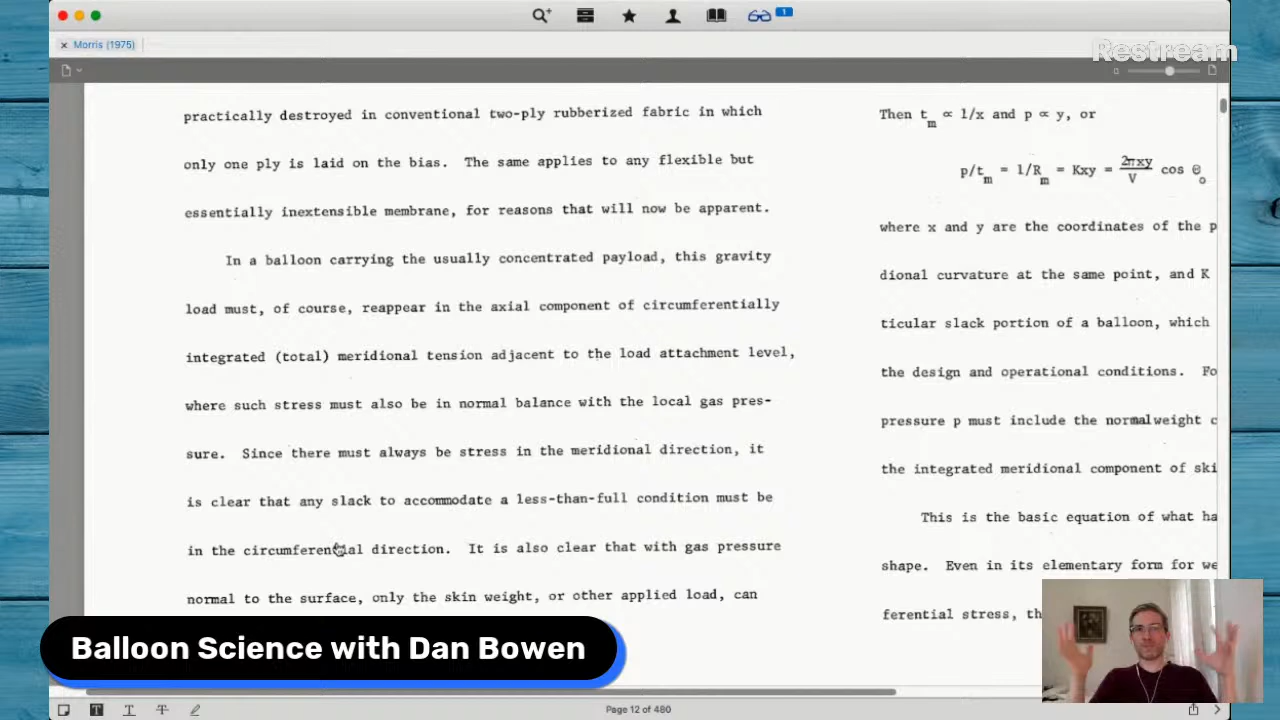 1
Morris (1975)
Restream
practically destroyed in conventional two-ply rubberized fabric in which
only one ply is laid on the bias. The same applies to any flexible but
essentially inextensible membrane, for reasons that will now be apparent.
In a balloon carrying the usually concentrated payload, this gravity
load must, of course, reappear in the axial component of circumferentially
integrated (total) meridional tension adjacent to the load attachment level,
where such stress must also be in normal balance with the local gas pres-
sure. Since there must always be stress in the meridional direction, it
is clear that any slack to accommodate a less-than-full condition must be
in the circumferential direction. It is also clear that with gas pressure
normal to the surface, only the skin weight, or other applied load, can
Then t_m ∝ 1/x and p ∝ y, or
p/t_m = 1/R_m = Kxy = 2πxy/V cos Θ_o
where x and y are the coordinates of the p
dional curvature at the same point, and K
ticular slack portion of a balloon, which
the design and operational conditions. Fo
pressure p must include the normal weight c
the integrated meridional component of ski
This is the basic equation of what ha
shape. Even in its elementary form for we
ferential stress, th
Balloon Science with Dan Bowen
Page 12 of 480